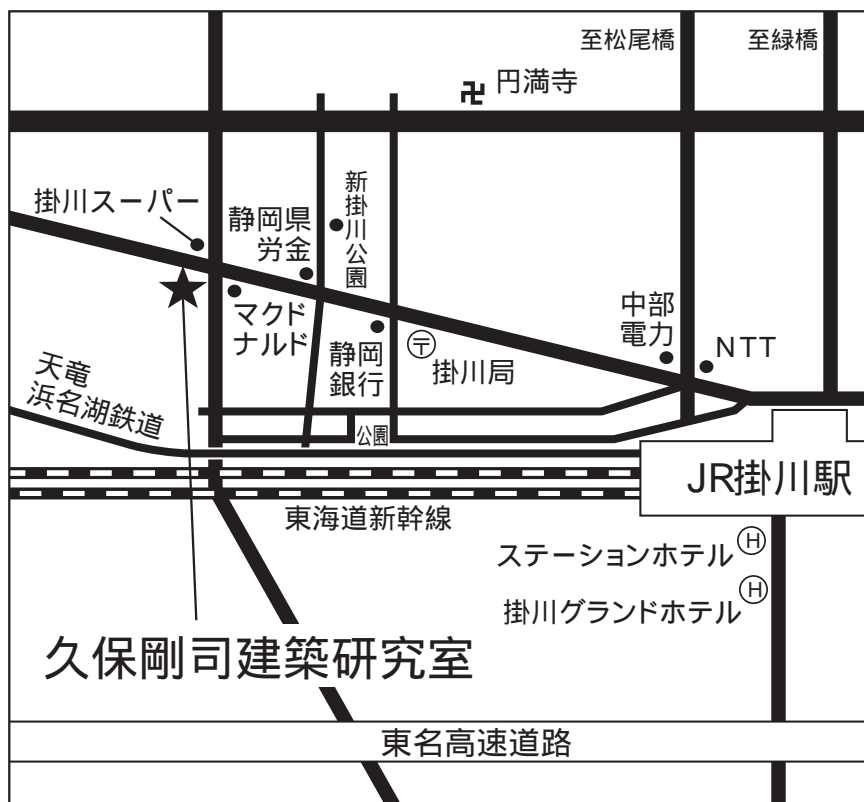 至松尾橋
至緑橋
卍 円満寺
掛川スーパー
静岡県
労金
新掛川公園
マクド
ナルド
静岡
銀行
〒
掛川局
中部
電力
NTT
天竜
浜名湖鉄道
公園
JR掛川駅
東海道新幹線
ステーションホテル H
掛川グランドホテル H
久保剛司建築研究室
東名高速道路